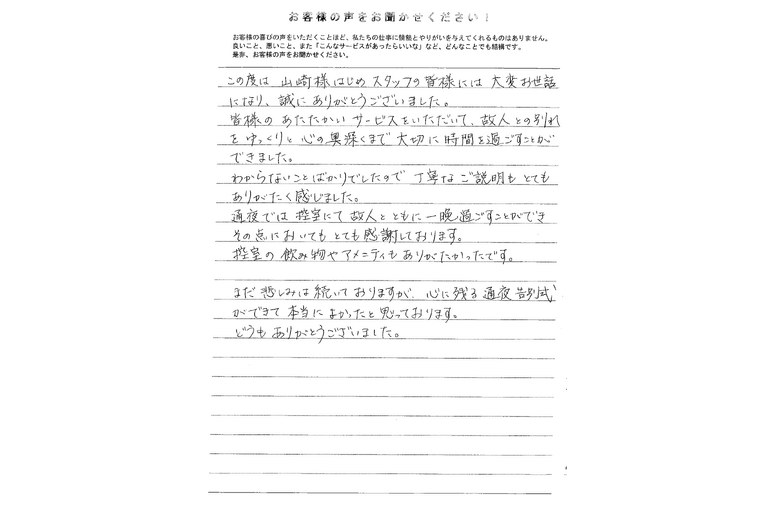 お客様の声をお聞かせください！
お客様の喜びの声をいただくことほど、私たちの仕事に情熱とやりがいを与えてくれるものはありません。
良いこと、悪いこと、また「こんなサービスがあったらいいな」など、どんなことでも結構です。
是非、お客様の声をお聞かせください。
この度は 山崎様はじめ スタッフの皆様には 大変お世話
になり、誠に ありがとうございました。
皆様の あたたかい サービスをいただいて、故人との別れ
を ゆっくりと 心の奥深くまで 大切に 時間を過ごすことが
できました。
わからないことばかりでしたので 丁寧な ご説明も とても
ありがたく感じました。
通夜では 控室にて 故人とともに 一晩過ごすことができ
その点においても とても感謝しております。
控室の 飲み物や アメニティも ありがたかったです。
まだ 悲しみは 続いておりますが、心に残る 通夜 告別式
ができて 本当に よかったと 思っております。
どうも ありがとうございました。